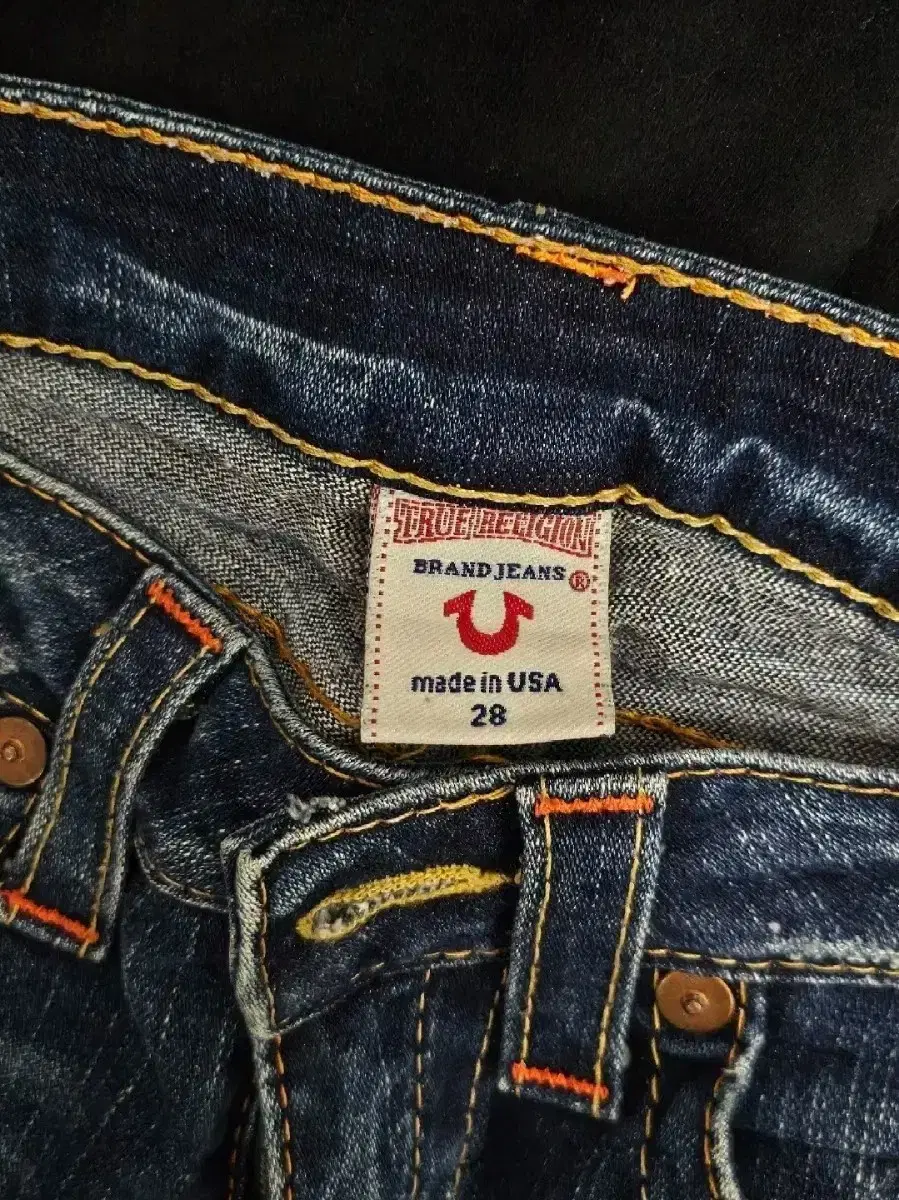 TRUE RELIGION
BRAND JEANS ®
made in USA
28